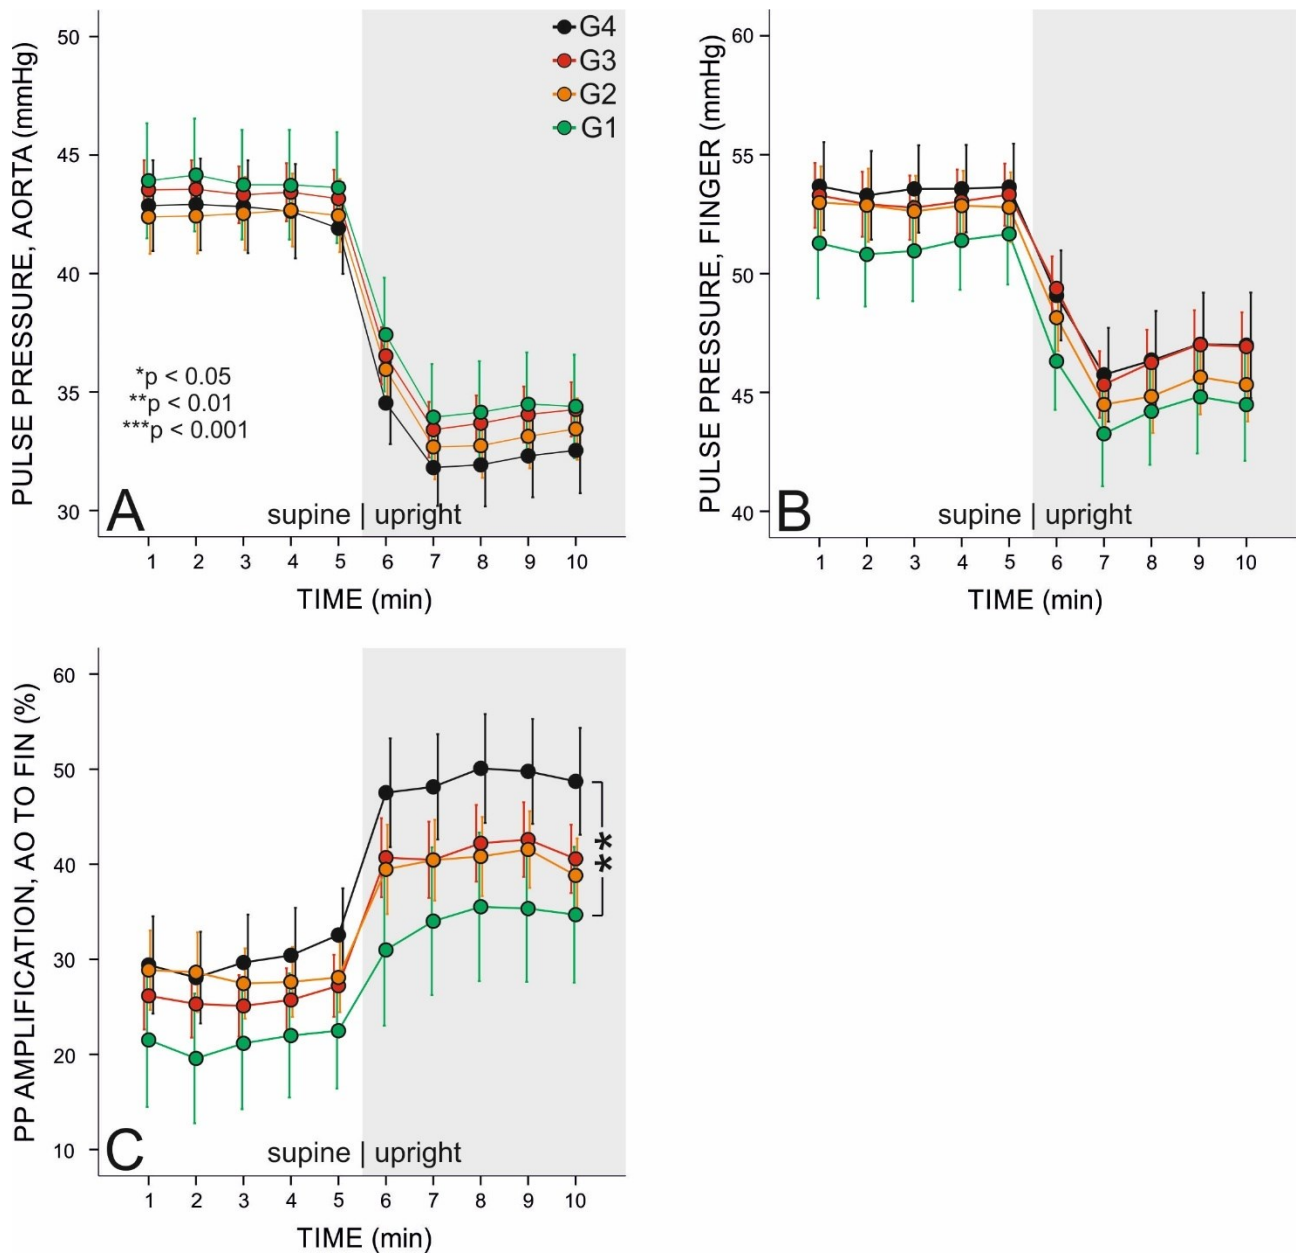 PULSE PRESSURE, AORTA (mmHg)
50
45
40
35
30
G4
G3
G2
G1
*p < 0.05
**p < 0.01
***p < 0.001
A
supine | upright
1 2 3 4 5 6 7 8 9 10
TIME (min)
PULSE PRESSURE, FINGER (mmHg)
60
55
50
45
40
B
supine | upright
1 2 3 4 5 6 7 8 9 10
TIME (min)
PP AMPLIFICATION, AO TO FIN (%)
60
50
40
30
20
10
**
C
supine | upright
1 2 3 4 5 6 7 8 9 10
TIME (min)